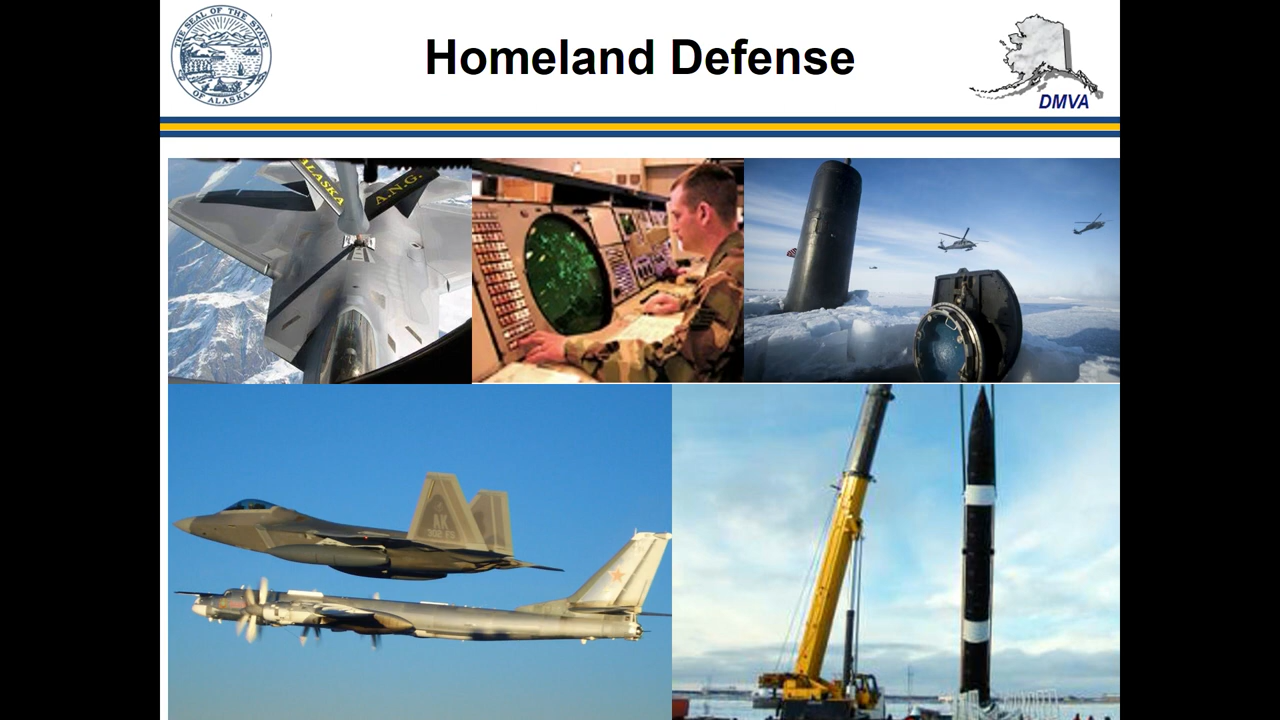 THE SEAL OF THE STATE
OF ALASKA
Homeland Defense
DMVA
ALASKA
A.N.G.
AK